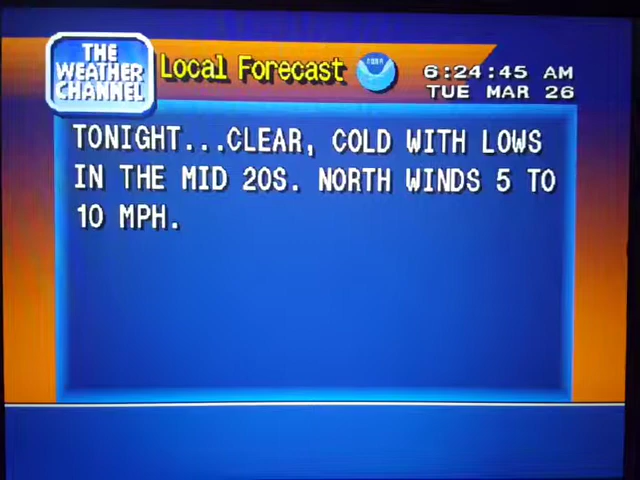 THE
WEATHER
CHANNEL
Local Forecast
NOAA
6:24:45 AM
TUE MAR 26
TONIGHT...CLEAR, COLD WITH LOWS
IN THE MID 20S. NORTH WINDS 5 TO
10 MPH.